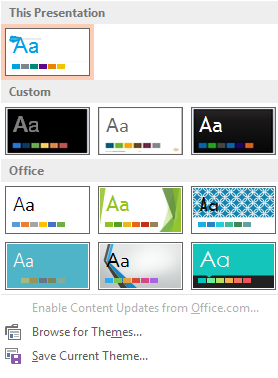 This Presentation
Aa
Custom
Aa Aa Aa
Office
Aa Aa Aa
Aa Aa Aa
Enable Content Updates from Office.com...
Browse for Themes...
Save Current Theme...